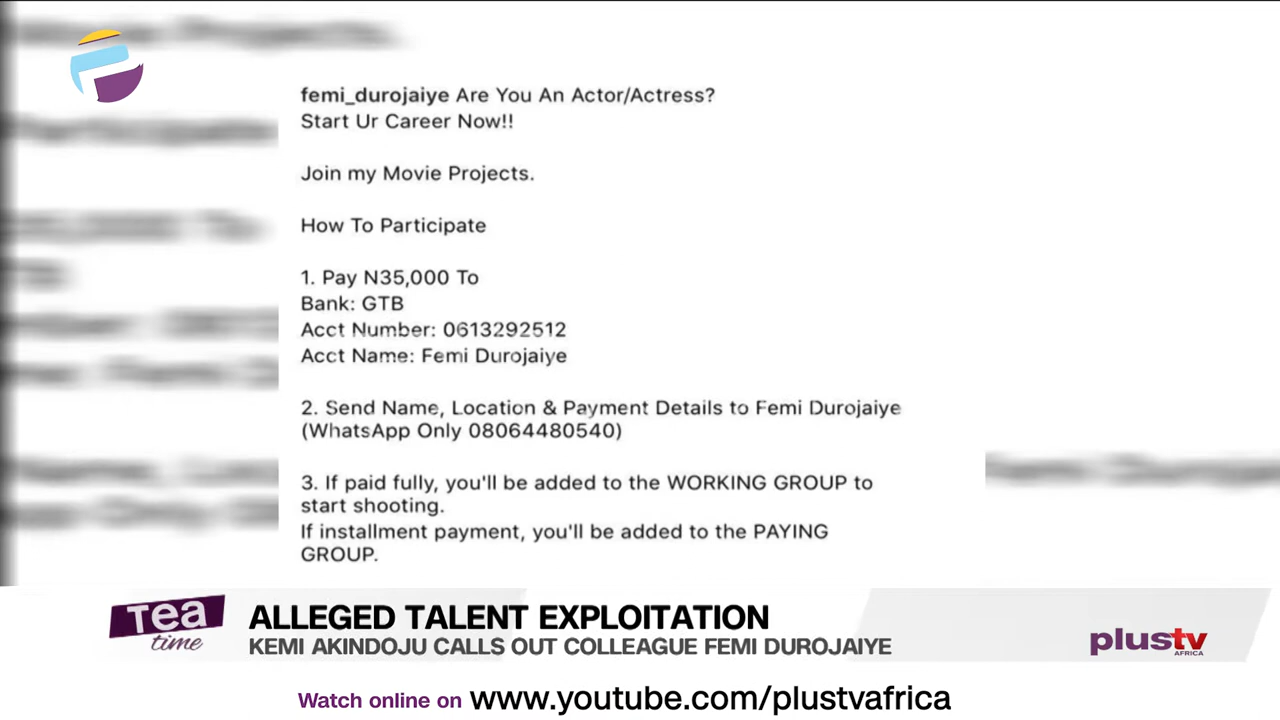 femi_durojaiye Are You An Actor/Actress?
Start Ur Career Now!!
Join my Movie Projects.
How To Participate
1. Pay N35,000 To
Bank: GTB
Acct Number: 0613292512
Acct Name: Femi Durojaiye
2. Send Name, Location & Payment Details to Femi Durojaiye
(WhatsApp Only 08064480540)
3. If paid fully, you'll be added to the WORKING GROUP to
start shooting.
If installment payment, you'll be added to the PAYING
GROUP.
Tea
time
ALLEGED TALENT EXPLOITATION
KEMI AKINDOJU CALLS OUT COLLEAGUE FEMI DUROJAIYE
plustv
AFRICA
Watch online on www.youtube.com/plustvafrica